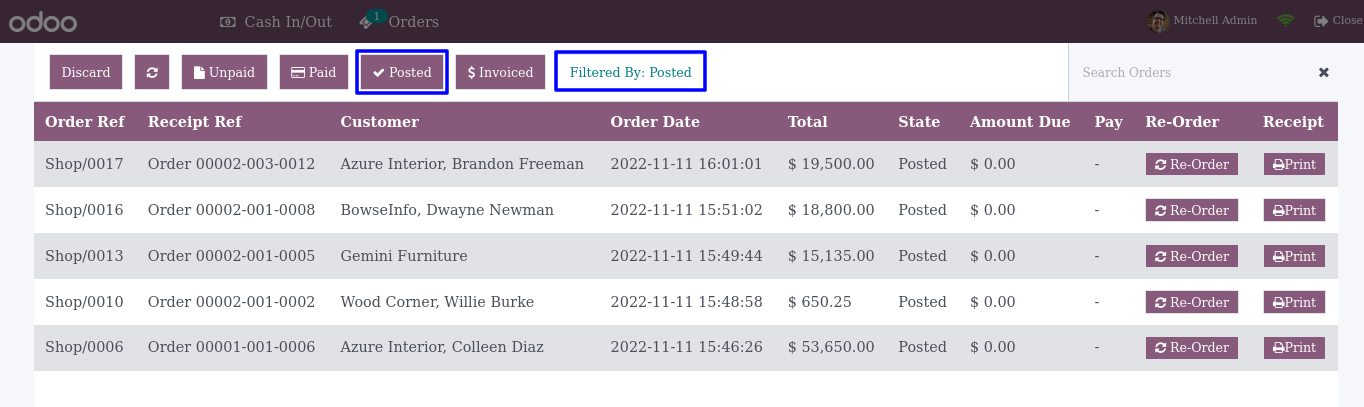 odoo Cash In/Out 1 Orders Mitchell Admin Close
Discard Unpaid Paid Posted $ Invoiced Filtered By: Posted Search Orders
Order Ref Receipt Ref Customer Order Date Total State Amount Due Pay Re-Order Receipt
Shop/0017 Order 00002-003-0012 Azure Interior, Brandon Freeman 2022-11-11 16:01:01 $ 19,500.00 Posted $ 0.00 - Re-Order Print
Shop/0016 Order 00002-001-0008 BowseInfo, Dwayne Newman 2022-11-11 15:51:02 $ 18,800.00 Posted $ 0.00 - Re-Order Print
Shop/0013 Order 00002-001-0005 Gemini Furniture 2022-11-11 15:49:44 $ 15,135.00 Posted $ 0.00 - Re-Order Print
Shop/0010 Order 00002-001-0002 Wood Corner, Willie Burke 2022-11-11 15:48:58 $ 650.25 Posted $ 0.00 - Re-Order Print
Shop/0006 Order 00001-001-0006 Azure Interior, Colleen Diaz 2022-11-11 15:46:26 $ 53,650.00 Posted $ 0.00 - Re-Order Print